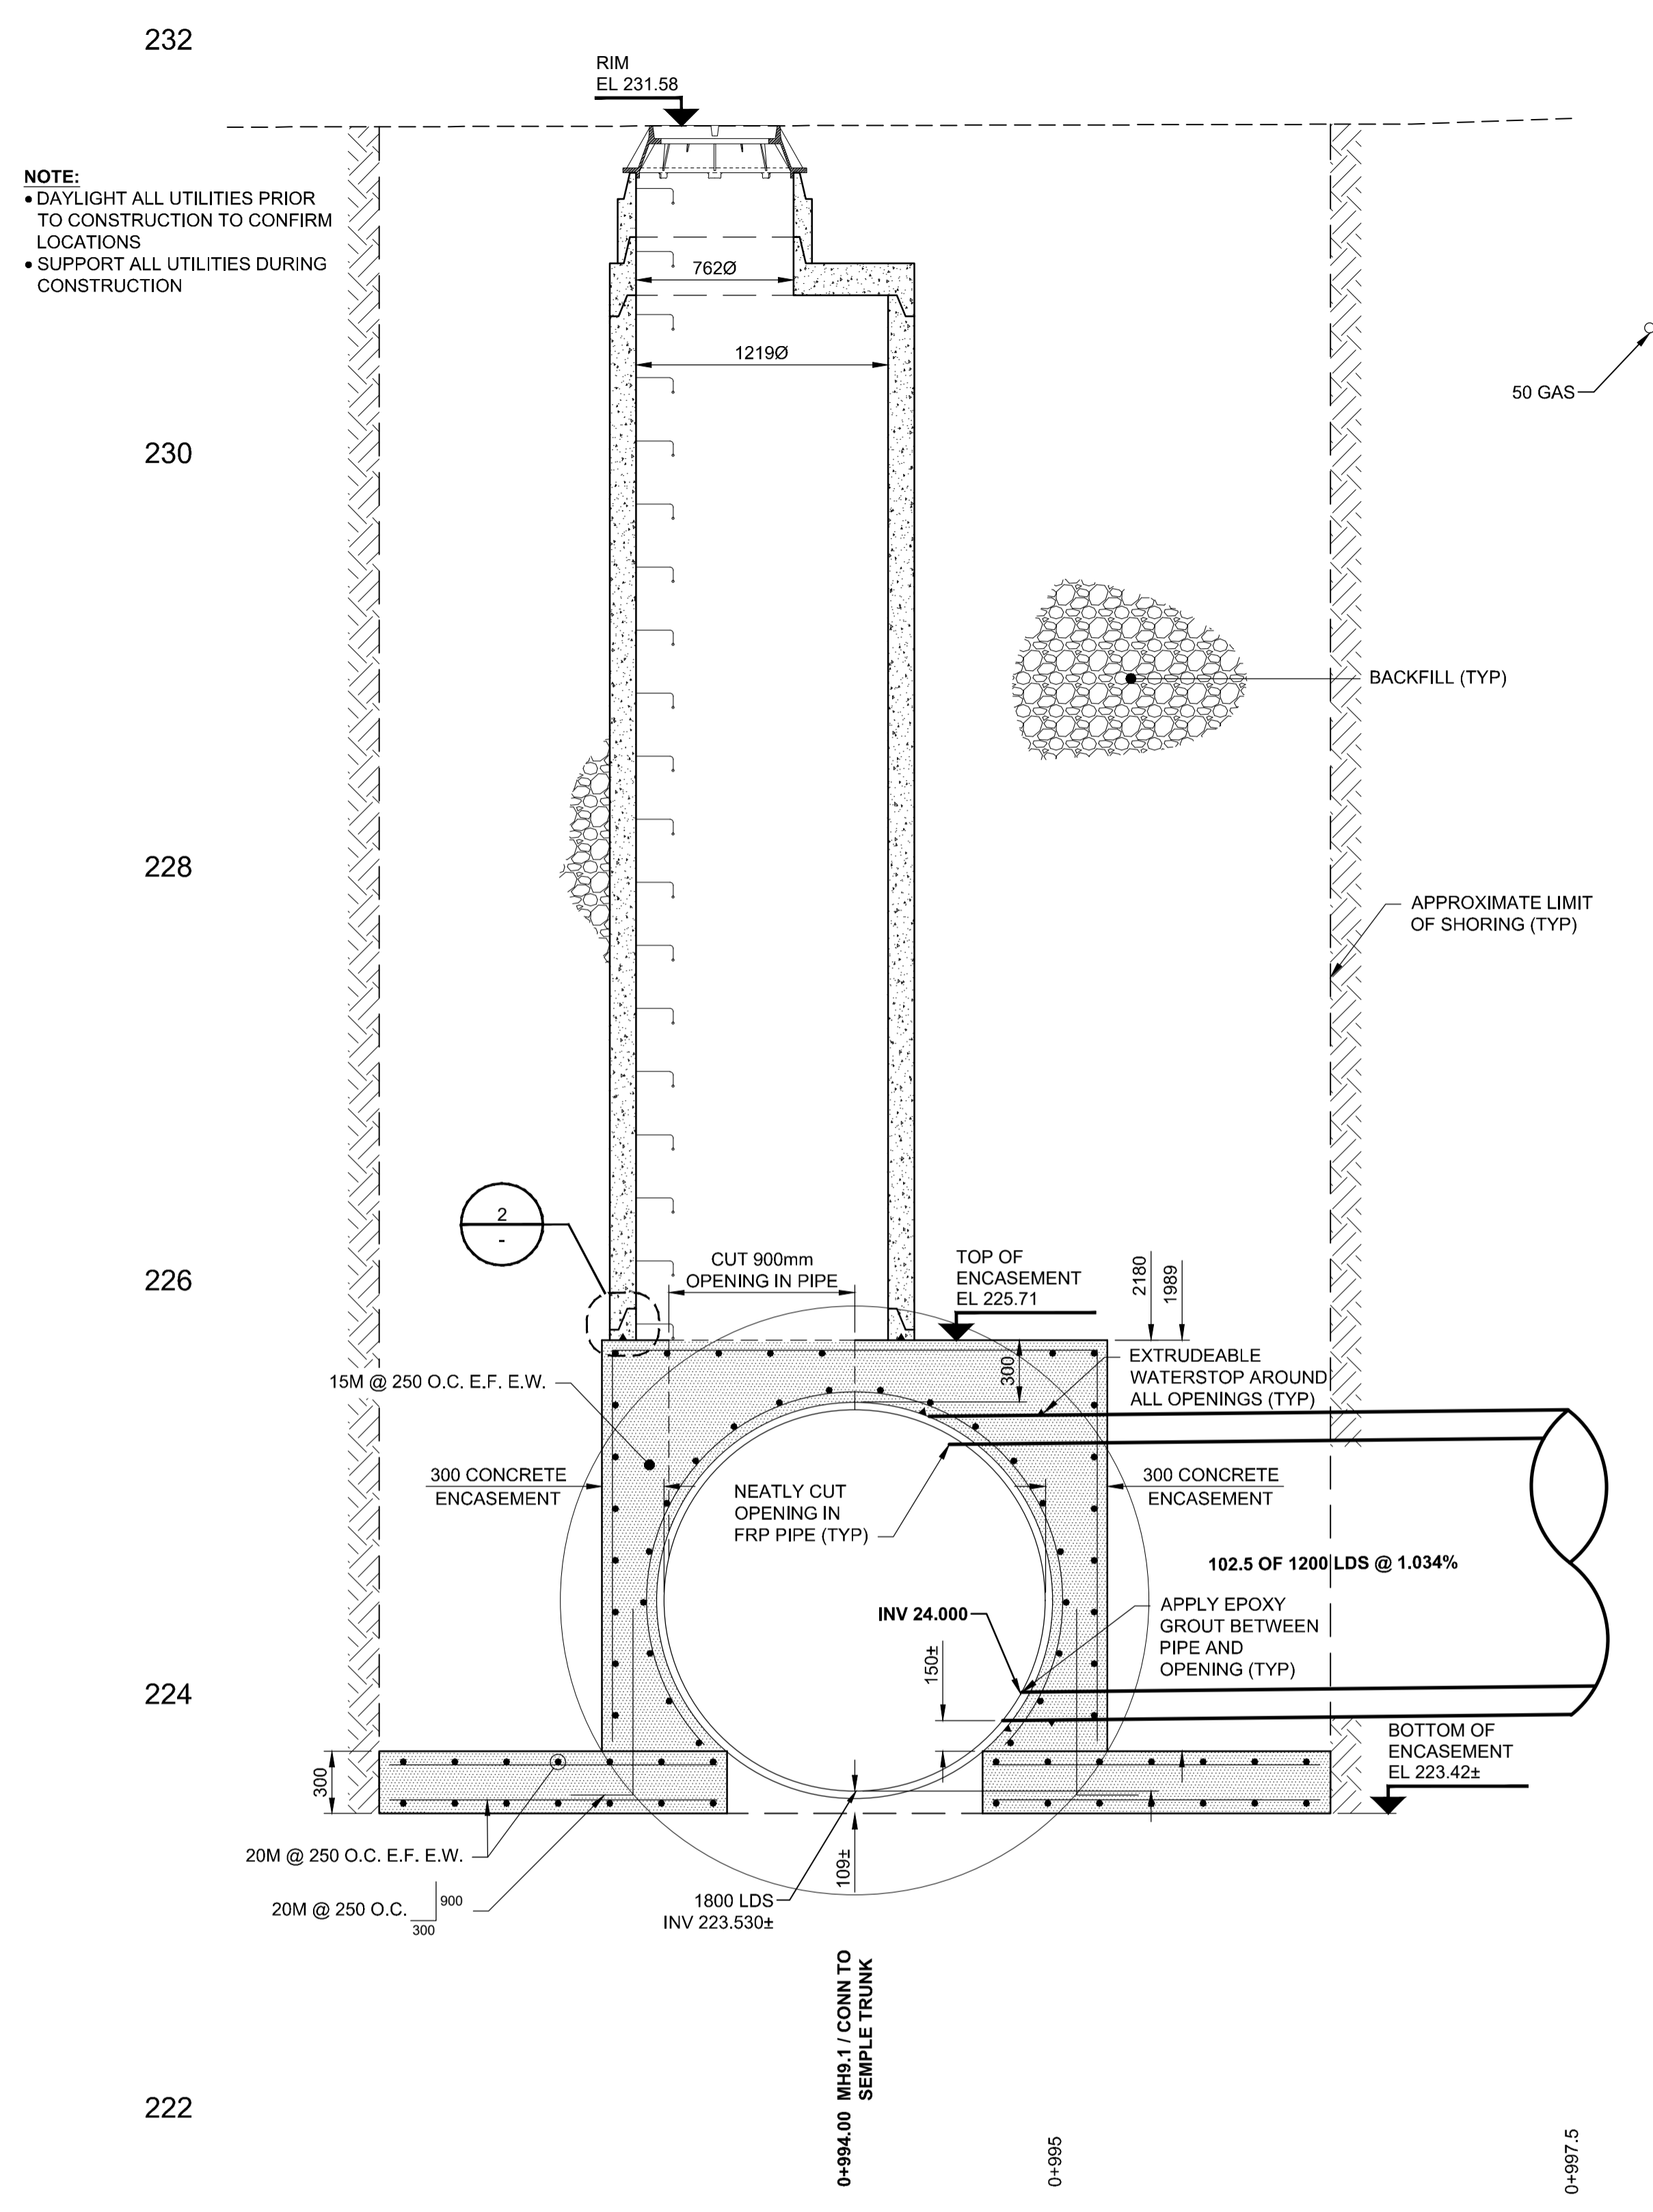 232
RIM
EL 231.58
NOTE:
• DAYLIGHT ALL UTILITIES PRIOR
TO CONSTRUCTION TO CONFIRM
LOCATIONS
• SUPPORT ALL UTILITIES DURING
CONSTRUCTION
762Ø
1219Ø
50 GAS
230
BACKFILL (TYP)
228
APPROXIMATE LIMIT
OF SHORING (TYP)
2
-
226
CUT 900mm
OPENING IN PIPE
TOP OF
ENCASEMENT
EL 225.71
2180
1989
300
EXTRUDEABLE
WATERSTOP AROUND
ALL OPENINGS (TYP)
15M @ 250 O.C. E.F. E.W.
300 CONCRETE
ENCASEMENT
NEATLY CUT
OPENING IN
FRP PIPE (TYP)
300 CONCRETE
ENCASEMENT
102.5 OF 1200 LDS @ 1.034%
INV 24.000
APPLY EPOXY
GROUT BETWEEN
PIPE AND
OPENING (TYP)
150±
224
BOTTOM OF
ENCASEMENT
EL 223.42±
300
20M @ 250 O.C. E.F. E.W.
109±
20M @ 250 O.C.
900
300
1800 LDS
INV 223.530±
0+994.00 MH9.1 / CONN TO
SEMPLE TRUNK
222
0+995
0+997.5